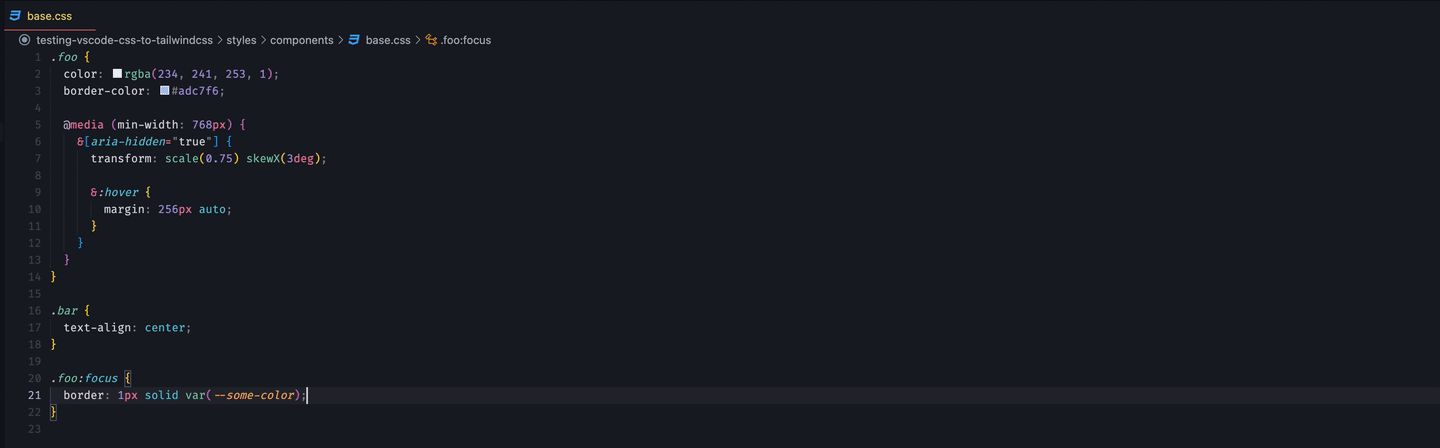 base.css
testing-vscode-css-to-tailwindcss > styles > components > base.css > .foo:focus
1 .foo {
2 color: rgba(234, 241, 253, 1);
3 border-color: #adc7f6;
4
5 @media (min-width: 768px) {
6 &[aria-hidden="true"] {
7 transform: scale(0.75) skewX(3deg);
8
9 &:hover {
10 margin: 256px auto;
11 }
12 }
13 }
14 }
15
16 .bar {
17 text-align: center;
18 }
19
20 .foo:focus {
21 border: 1px solid var(--some-color);
22 }
23